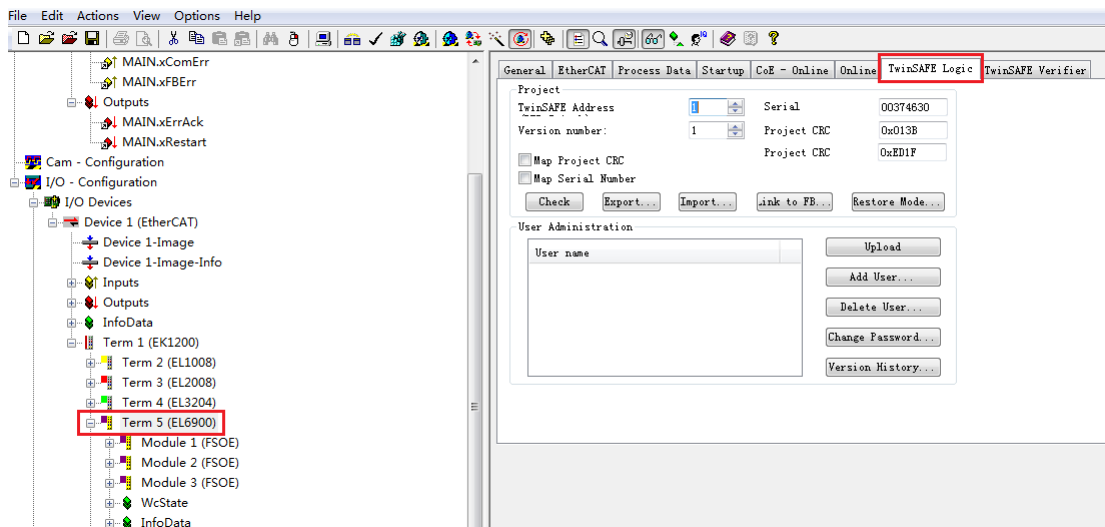 File Edit Actions View Options Help
MAIN.xComErr
MAIN.xFBErr
Outputs
MAIN.xErrAck
MAIN.xRestart
Cam - Configuration
I/O - Configuration
I/O Devices
Device 1 (EtherCAT)
Device 1-Image
Device 1-Image-Info
Inputs
Outputs
InfoData
Term 1 (EK1200)
Term 2 (EL1008)
Term 3 (EL2008)
Term 4 (EL3204)
Term 5 (EL6900)
Module 1 (FSOE)
Module 2 (FSOE)
Module 3 (FSOE)
WcState
InfoData
General EtherCAT Process Data Startup CoE - Online Online TwinSAFE Logic TwinSAFE Verifier
Project
TwinSAFE Address 1 Serial 00374630
Version number: 1 Project CRC 0x013B
Project CRC 0xED1F
Map Project CRC
Map Serial Number
Check Export... Import... .ink to FB... Restore Mode...
User Administration
User name
Upload
Add User...
Delete User...
Change Password...
Version History...